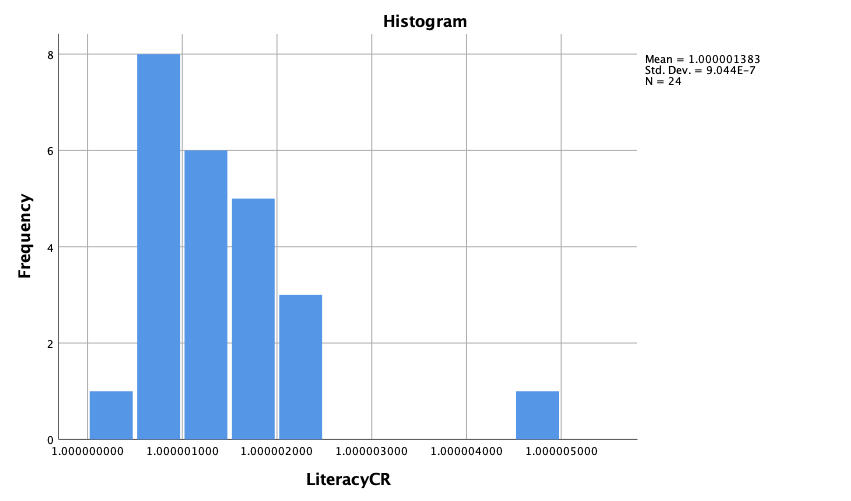 Histogram
Mean = 1.000001383
Std. Dev. = 9.044E-7
N = 24
Frequency
8
6
4
2
0
1.000000000 1.000001000 1.000002000 1.000003000 1.000004000 1.000005000
LiteracyCR